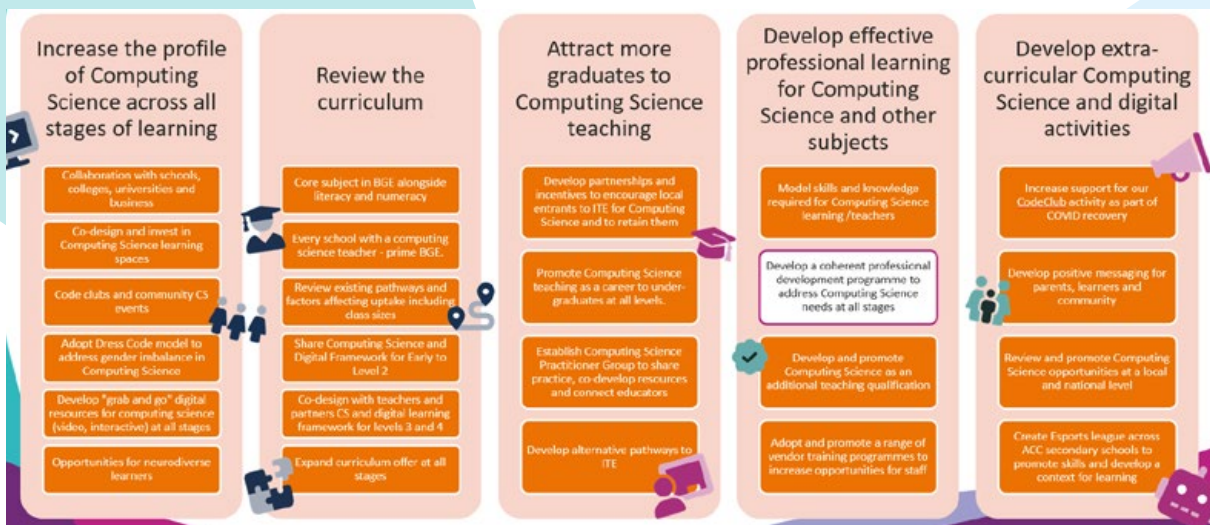 Increase the profile
of Computing
Science across all
stages of learning
Collaboration with schools,
colleges, universities and
business
Co-design and invest in
Computing Science learning
spaces
Code clubs and community CS
events
Adopt Dress Code model to
address gender imbalance in
Computing Science
Develop "grab and go" digital
resources for computing science
(video, interactive) at all stages
Opportunities for neurodiverse
learners
Review the
curriculum
Core subject in BGE alongside
literacy and numeracy
Every school with a computing
science teacher - prime BGE.
Review existing pathways and
factors affecting uptake including
class sizes
Share Computing Science and
Digital Framework for Early to
Level 2
Co-design with teachers and
partners CS and digital learning
framework for levels 3 and 4
Expand curriculum offer at all
stages
Attract more
graduates to
Computing Science
teaching
Develop partnerships and
incentives to encourage local
entrants to ITE for Computing
Science and to retain them
Promote Computing Science
teaching as a career to under-
graduates at all levels.
Establish Computing Science
Practitioner Group to share
practice, co-develop resources
and connect educators
Develop alternative pathways to
ITE
Develop effective
professional learning
for Computing
Science and other
subjects
Model skills and knowledge
required for Computing Science
learning /teachers
Develop a coherent professional
development programme to
address Computing Science
needs at all stages
Develop and promote
Computing Science as an
additional teaching qualification
Adopt and promote a range of
vendor training programmes to
increase opportunities for staff
Develop extra-
curricular Computing
Science and digital
activities
Increase support for our
CodeClub activity as part of
COVID recovery
Develop positive messaging for
parents, learners and
community
Review and promote Computing
Science opportunities at a local
and national level
Create Esports league across
ACC secondary schools to
promote skills and develop a
context for learning